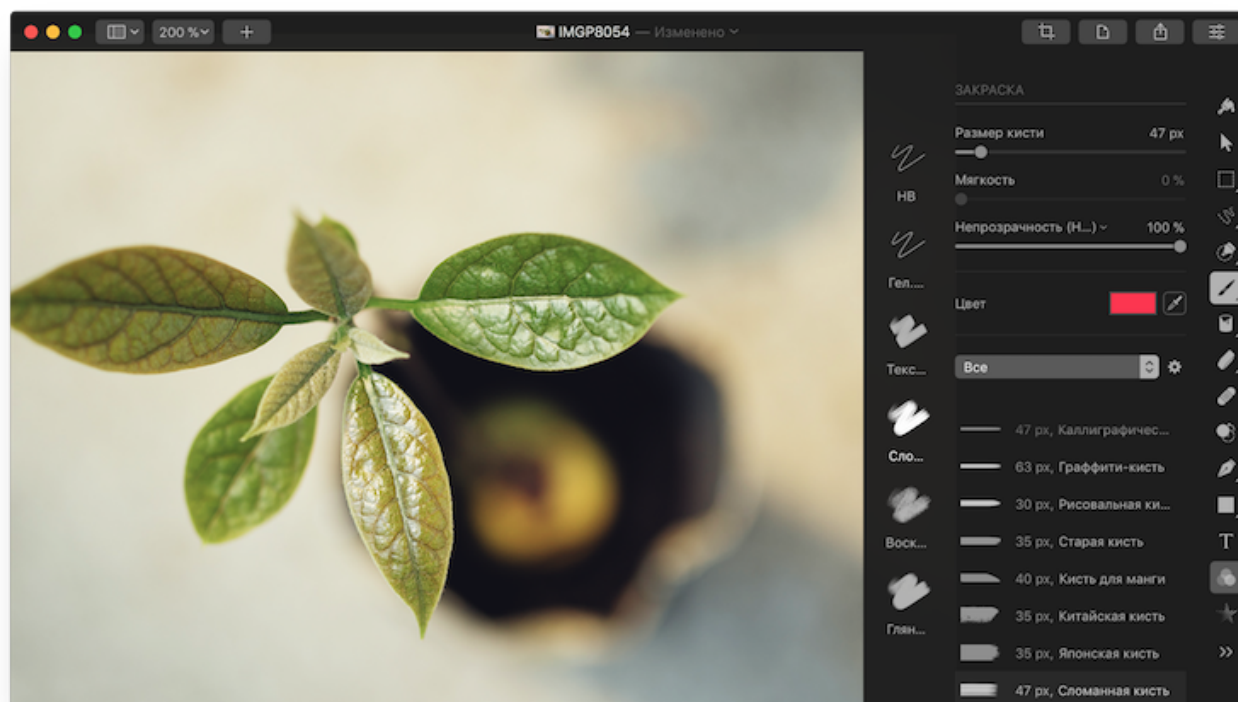 200 %
IMGP8054 — Изменено
ЗАКРАСКА
Размер кисти 47 px
Мягкость 0 %
Непрозрачность (Н...) 100 %
Цвет
Все
HB
Гел....
Текс...
Сло...
Воск...
Глян...
47 px, Каллиграфичес...
63 px, Граффити-кисть
30 px, Рисовальная ки...
35 px, Старая кисть
40 px, Кисть для манги
35 px, Китайская кисть
35 px, Японская кисть
47 px, Сломанная кисть
T